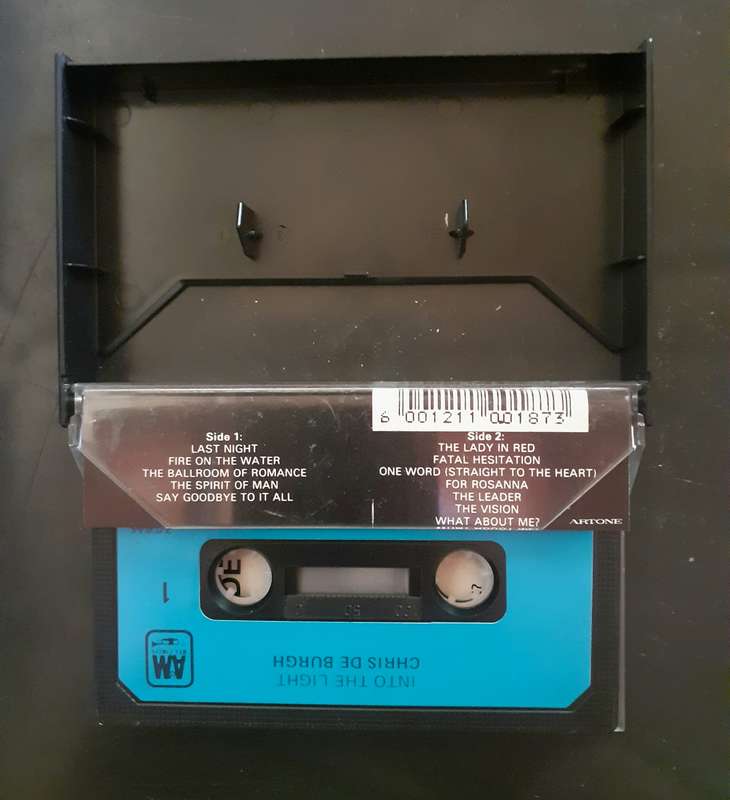 6 001211 001873
Side 1:
LAST NIGHT
FIRE ON THE WATER
THE BALLROOM OF ROMANCE
THE SPIRIT OF MAN
SAY GOODBYE TO IT ALL
Side 2:
THE LADY IN RED
FATAL HESITATION
ONE WORD (STRAIGHT TO THE HEART)
FOR ROSANNA
THE LEADER
THE VISION
WHAT ABOUT ME?
ARTONE
1
AM
INTO THE LIGHT
CHRIS DE BURGH